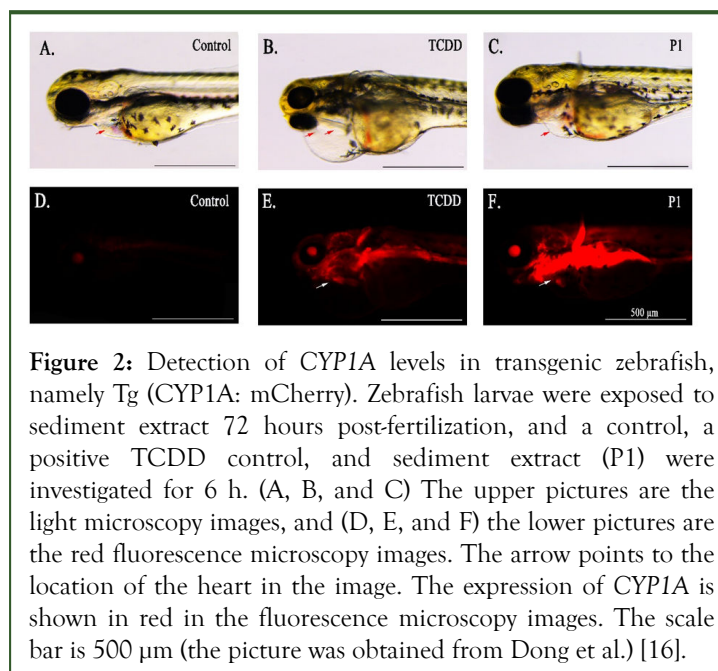 A. Control
B. TCDD
C. P1
D. Control
E. TCDD
F. P1
500 µm
Figure 2: Detection of CYP1A levels in transgenic zebrafish,
namely Tg (CYP1A: mCherry). Zebrafish larvae were exposed to
sediment extract 72 hours post-fertilization, and a control, a
positive TCDD control, and sediment extract (P1) were
investigated for 6 h. (A, B, and C) The upper pictures are the
light microscopy images, and (D, E, and F) the lower pictures are
the red fluorescence microscopy images. The arrow points to the
location of the heart in the image. The expression of CYP1A is
shown in red in the fluorescence microscopy images. The scale
bar is 500 µm (the picture was obtained from Dong et al.) [16].